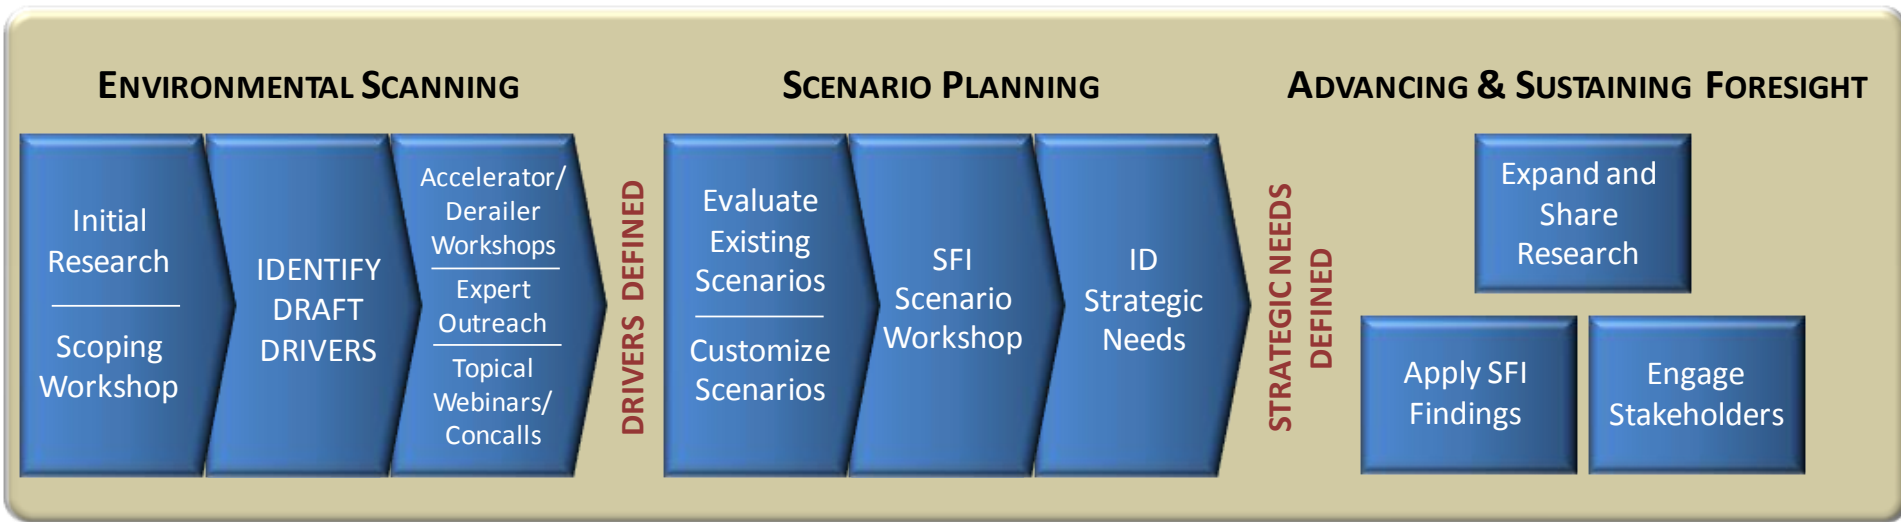 ENVIRONMENTAL SCANNING
Initial
Research
Scoping
Workshop
IDENTIFY
DRAFT
DRIVERS
Accelerator/
Derailer
Workshops
Expert
Outreach
Topical
Webinars/
Concalls
DRIVERS DEFINED
SCENARIO PLANNING
Evaluate
Existing
Scenarios
Customize
Scenarios
SFI
Scenario
Workshop
ID
Strategic
Needs
STRATEGIC NEEDS
DEFINED
ADVANCING & SUSTAINING FORESIGHT
Expand and
Share
Research
Apply SFI
Findings
Engage
Stakeholders